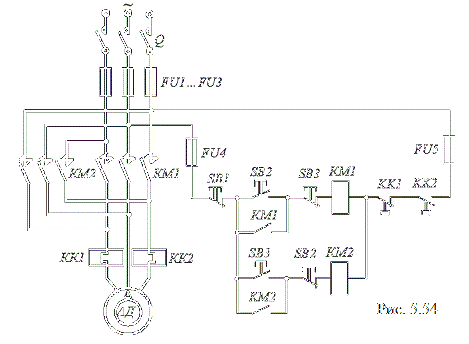 ~
Q
FU1...FU3
KM2
KM1
FU4
SB1
SB2
SB3
KM1
KK1
KK2
FU5
KM1
SB3
SB2
KM2
KM2
KK1
KK2
АД
Рис. 5.54